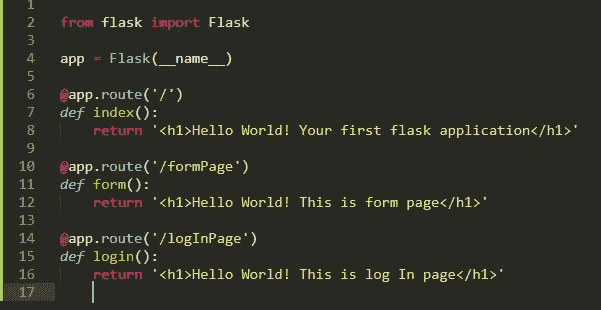 1
2 from flask import Flask
3
4 app = Flask(__name__)
5
6 @app.route('/')
7 def index():
8     return '<h1>Hello World! Your first flask application</h1>'
9
10 @app.route('/formPage')
11 def form():
12     return '<h1>Hello World! This is form page</h1>'
13
14 @app.route('/logInPage')
15 def login():
16     return '<h1>Hello World! This is log In page</h1>'
17